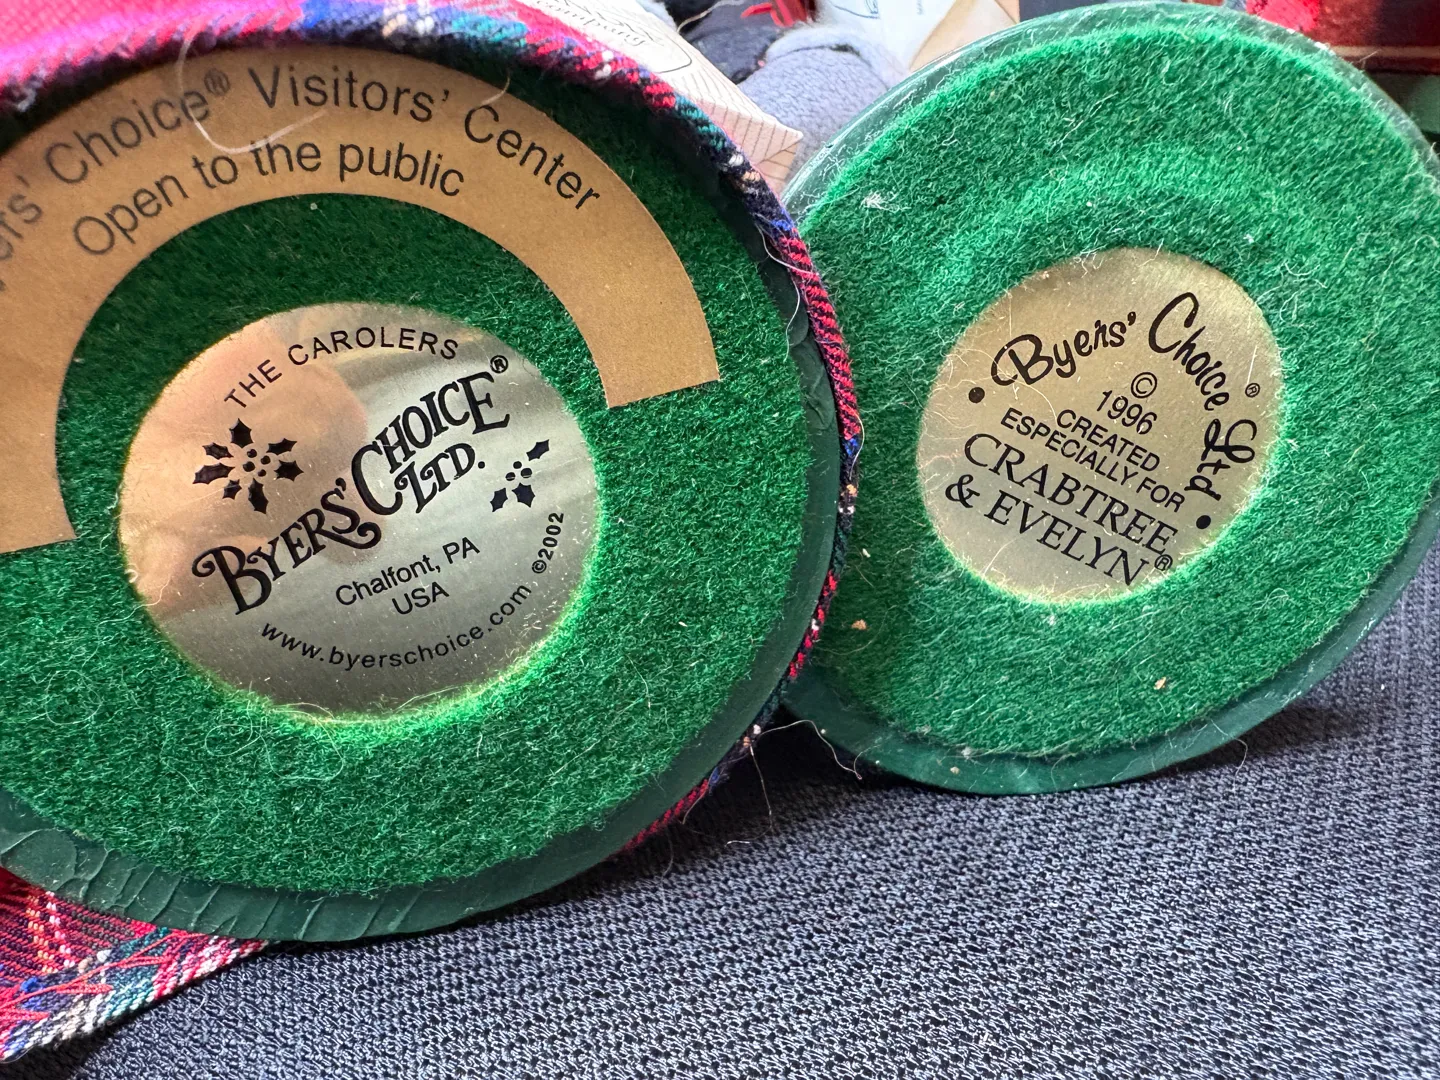 Choice® Visitors' Center
Open to the public
THE CAROLERS
BYERS' CHOICE®
LTD.
Chalfont, PA
USA
www.byerschoice.com ©2002
Byers' Choice® Ltd
©
1996
CREATED
ESPECIALLY FOR
CRABTREE
& EVELYN®